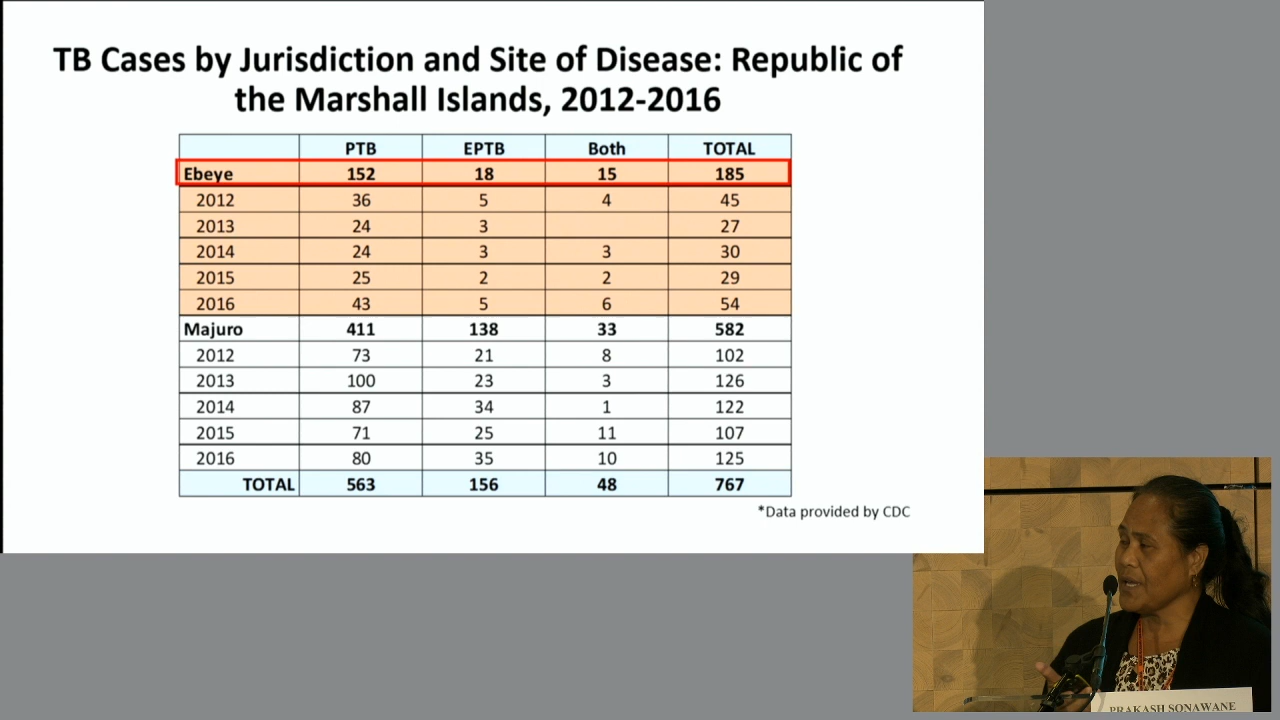 TB Cases by Jurisdiction and Site of Disease: Republic of
the Marshall Islands, 2012-2016
PTB EPTB Both TOTAL
Ebeye 152 18 15 185
2012 36 5 4 45
2013 24 3 27
2014 24 3 3 30
2015 25 2 2 29
2016 43 5 6 54
Majuro 411 138 33 582
2012 73 21 8 102
2013 100 23 3 126
2014 87 34 1 122
2015 71 25 11 107
2016 80 35 10 125
TOTAL 563 156 48 767
*Data provided by CDC
PRAKASH SONAWANE